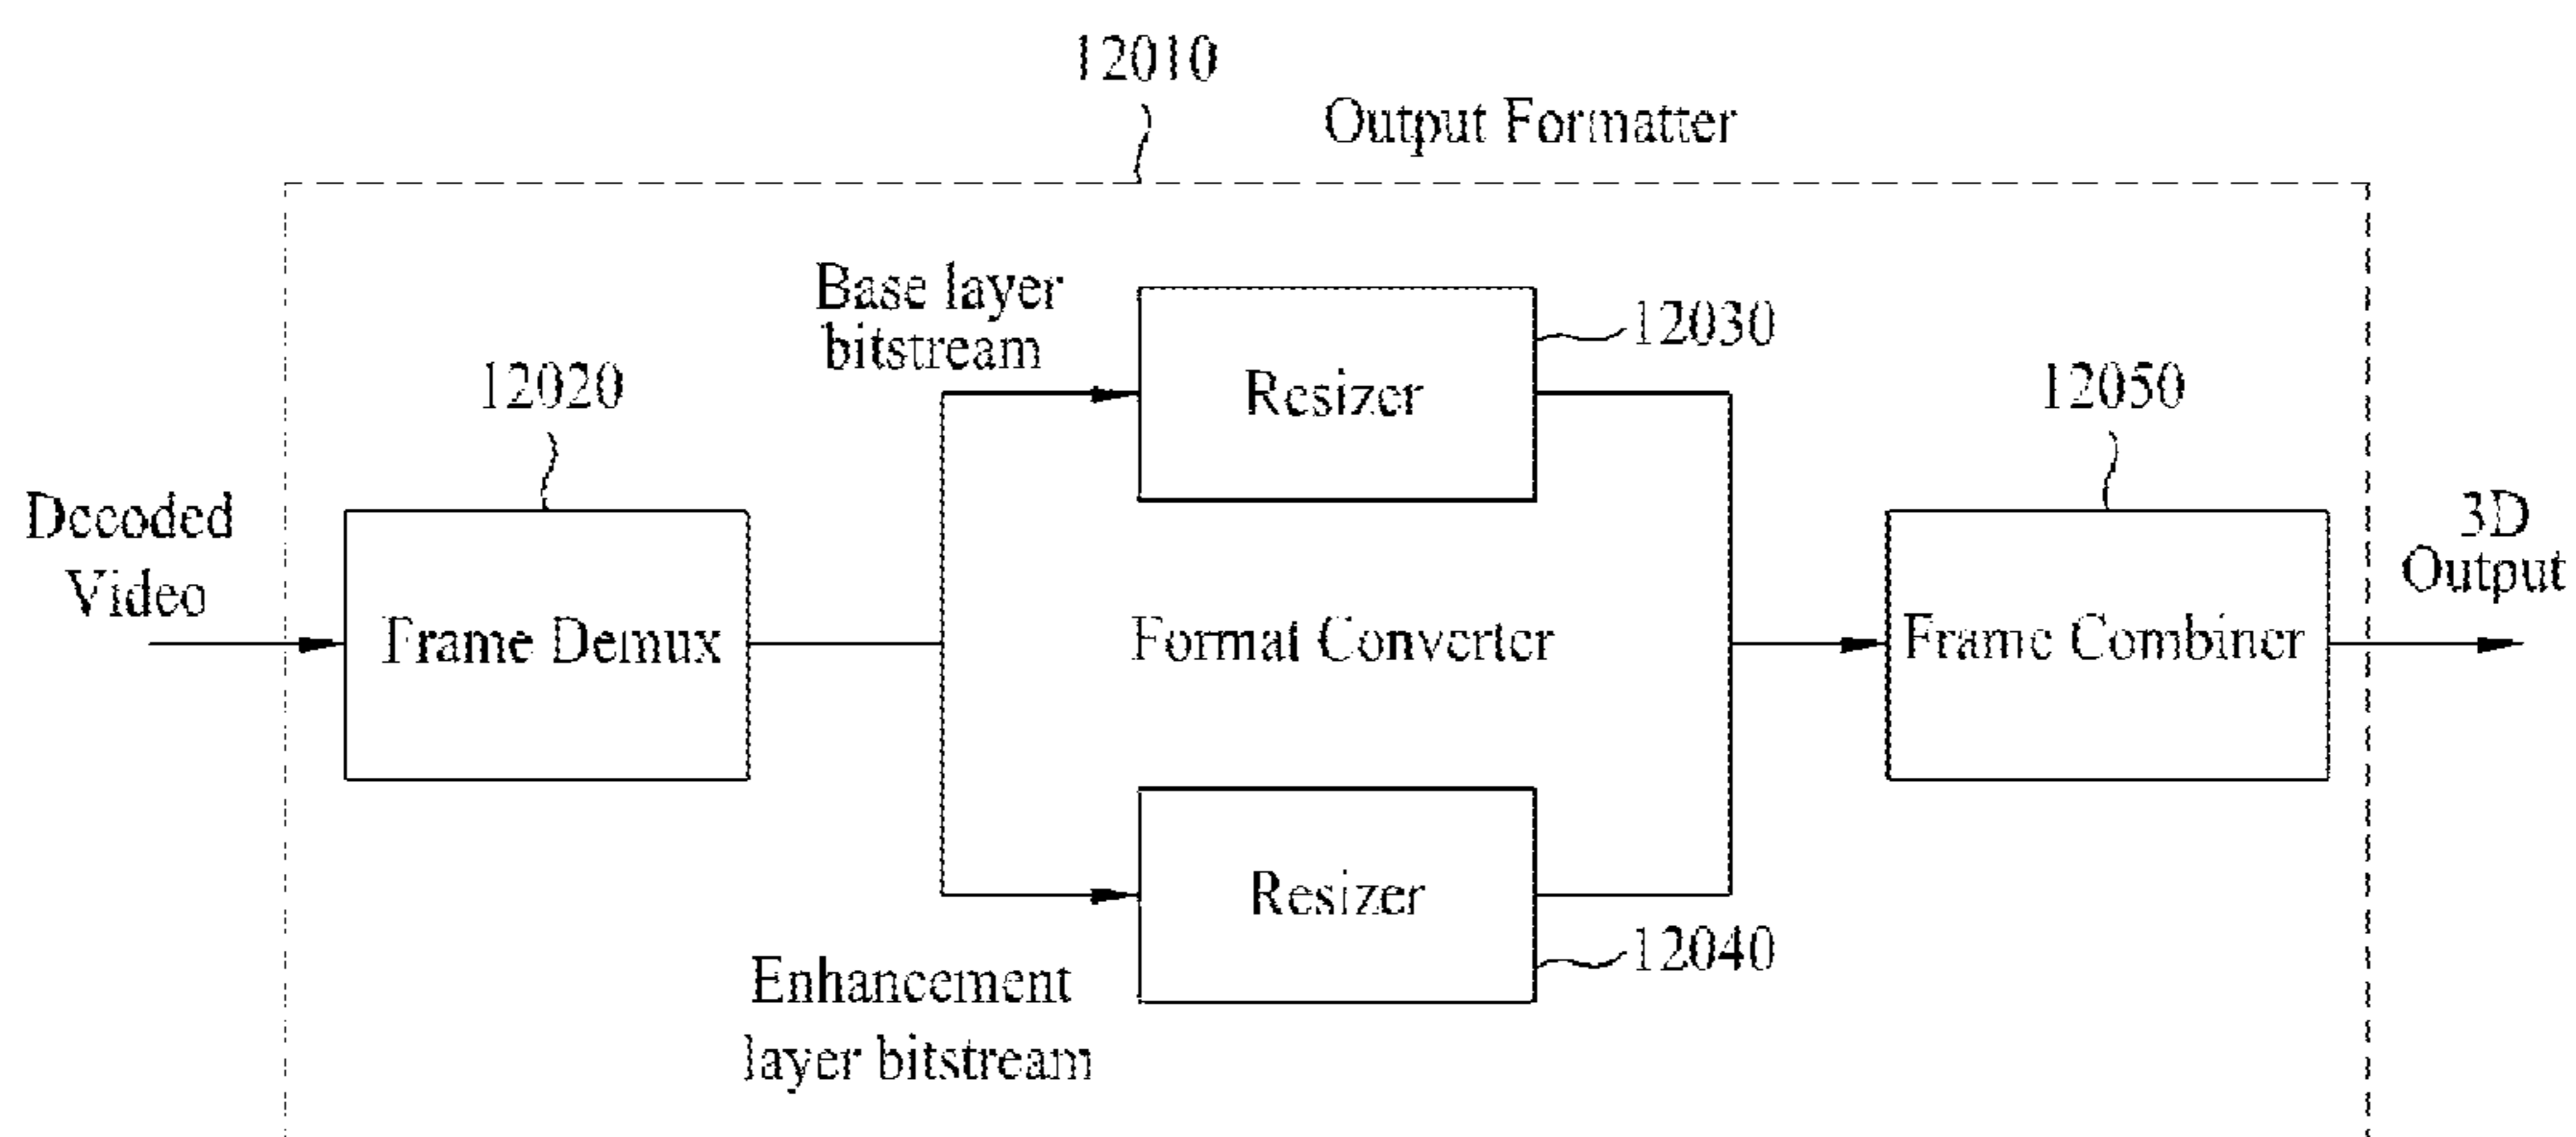 12010
Output Formatter
Base layer
bitstream
12030
Resizer
12020
12050
Decoded
Video
3D
Output
Frame Demux
Format Converter
Frame Combiner
Resizer
12040
Enhancement
layer bitstream